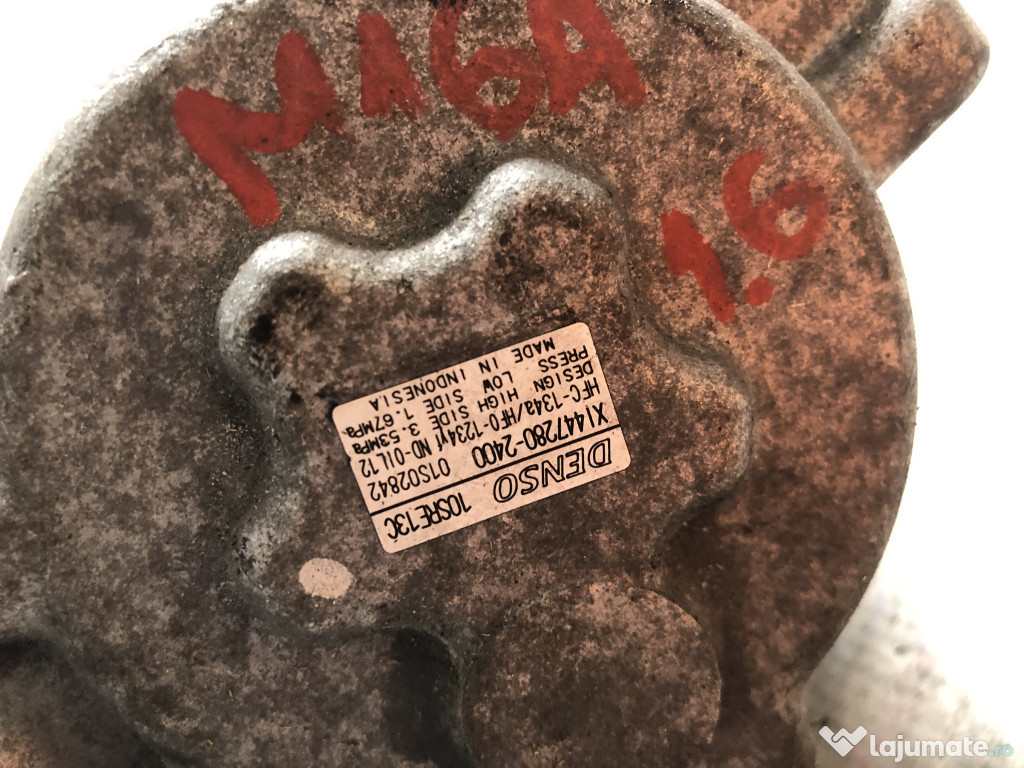 M16A
1.6
DENSO 10SRE13C
XI447280-2400 01S02842
HFC-134a/HFO-1234yf ND-OIL12
DESIGN HIGH SIDE 3.53MPa
PRESS. LOW SIDE 1.67MPa
MADE IN INDONESIA
lajumate.ro